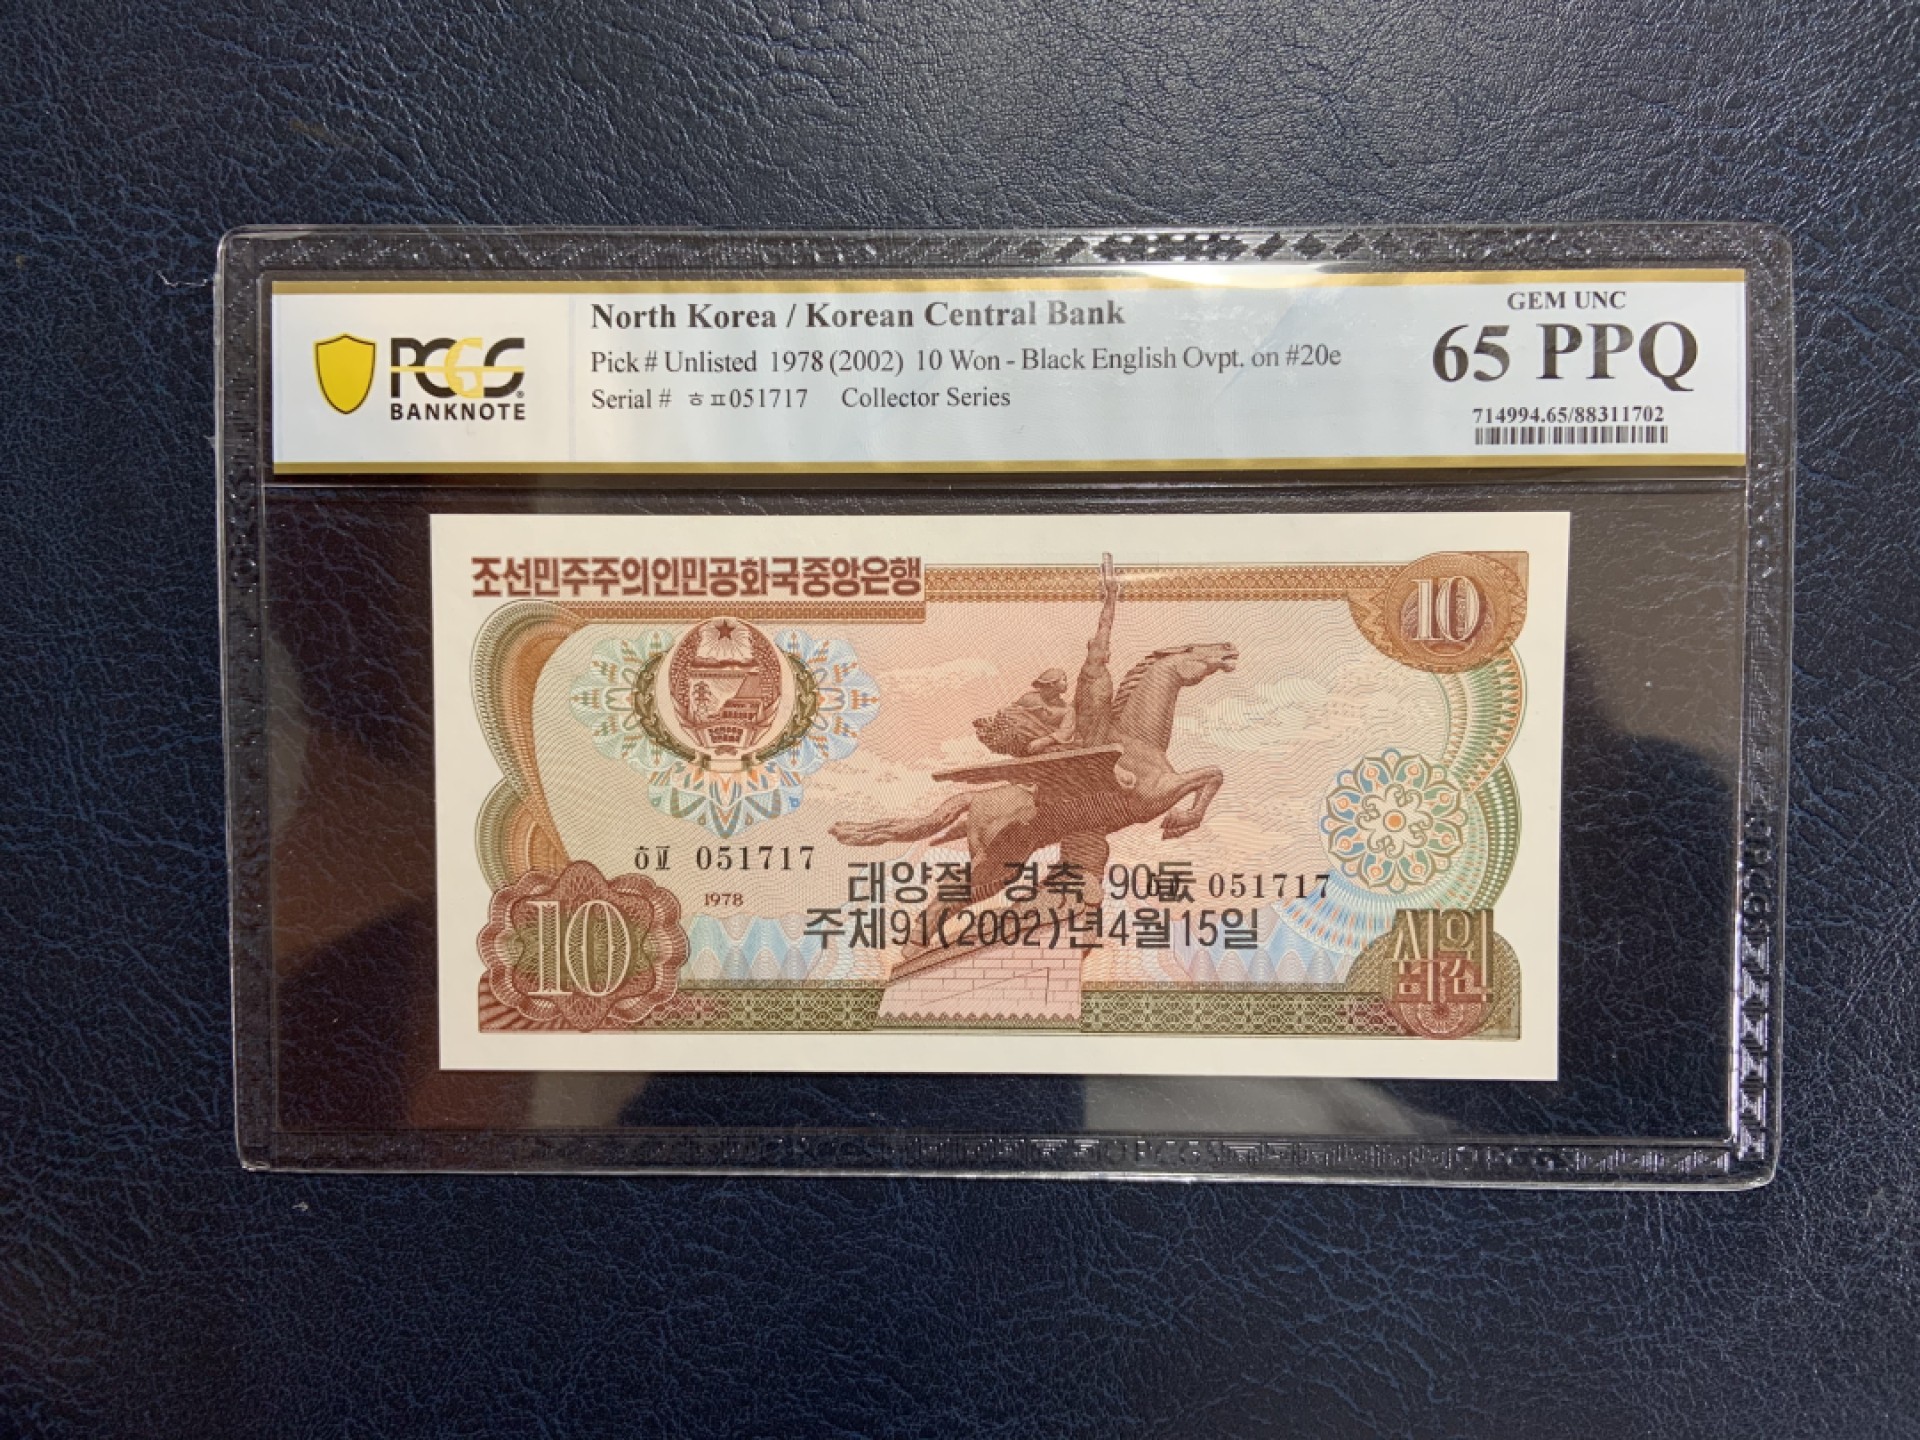 PCGS
BANKNOTE
North Korea / Korean Central Bank
Pick # Unlisted 1978 (2002) 10 Won - Black English Ovpt. on #20e
Serial # ㅎㅍ051717 Collector Series
GEM UNC
65 PPQ
714994.65/88311702
조선민주주의인민공화국중앙은행
10
ㅎㅍ 051717
1978
태양절 경축 90돐
051717
주체91(2002)년4월15일
10
십원